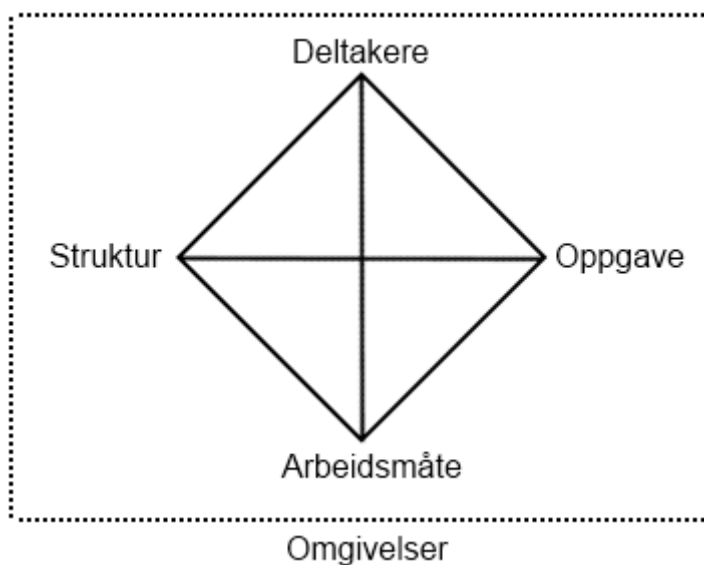 Deltakere
Struktur
Oppgave
Arbeidsmåte
Omgivelser